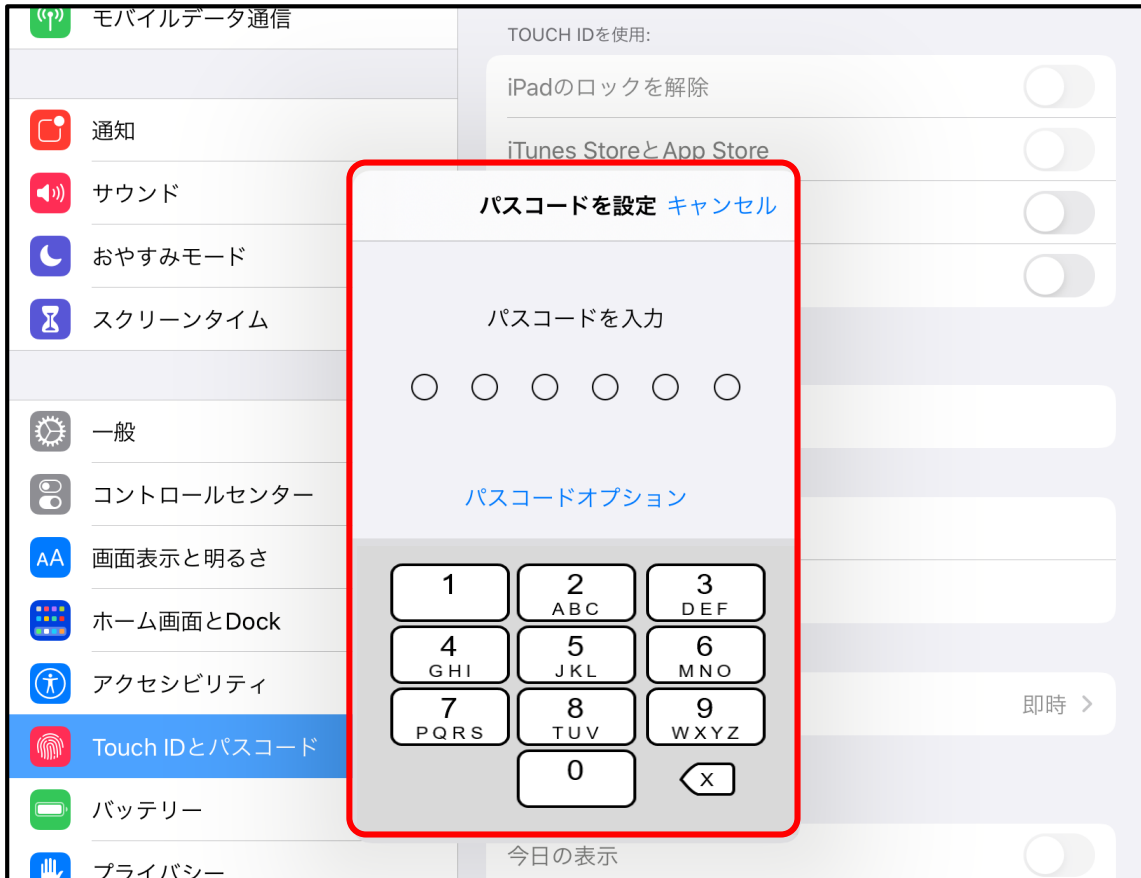 モバイルデータ通信
通知
サウンド
おやすみモード
スクリーンタイム
一般
コントロールセンター
AA
画面表示と明るさ
ホーム画面とDock
アクセシビリティ
Touch IDとパスコード
バッテリー
プライバシー
TOUCH IDを使用:
iPadのロックを解除
iTunes StoreとApp Store
パスコードを設定 キャンセル
パスコードを入力
パスコードオプション
1 2 3
ABC DEF
4 5 6
GHI JKL MNO
7 8 9
PQRS TUV WXYZ
0 X
即時
今日の表示